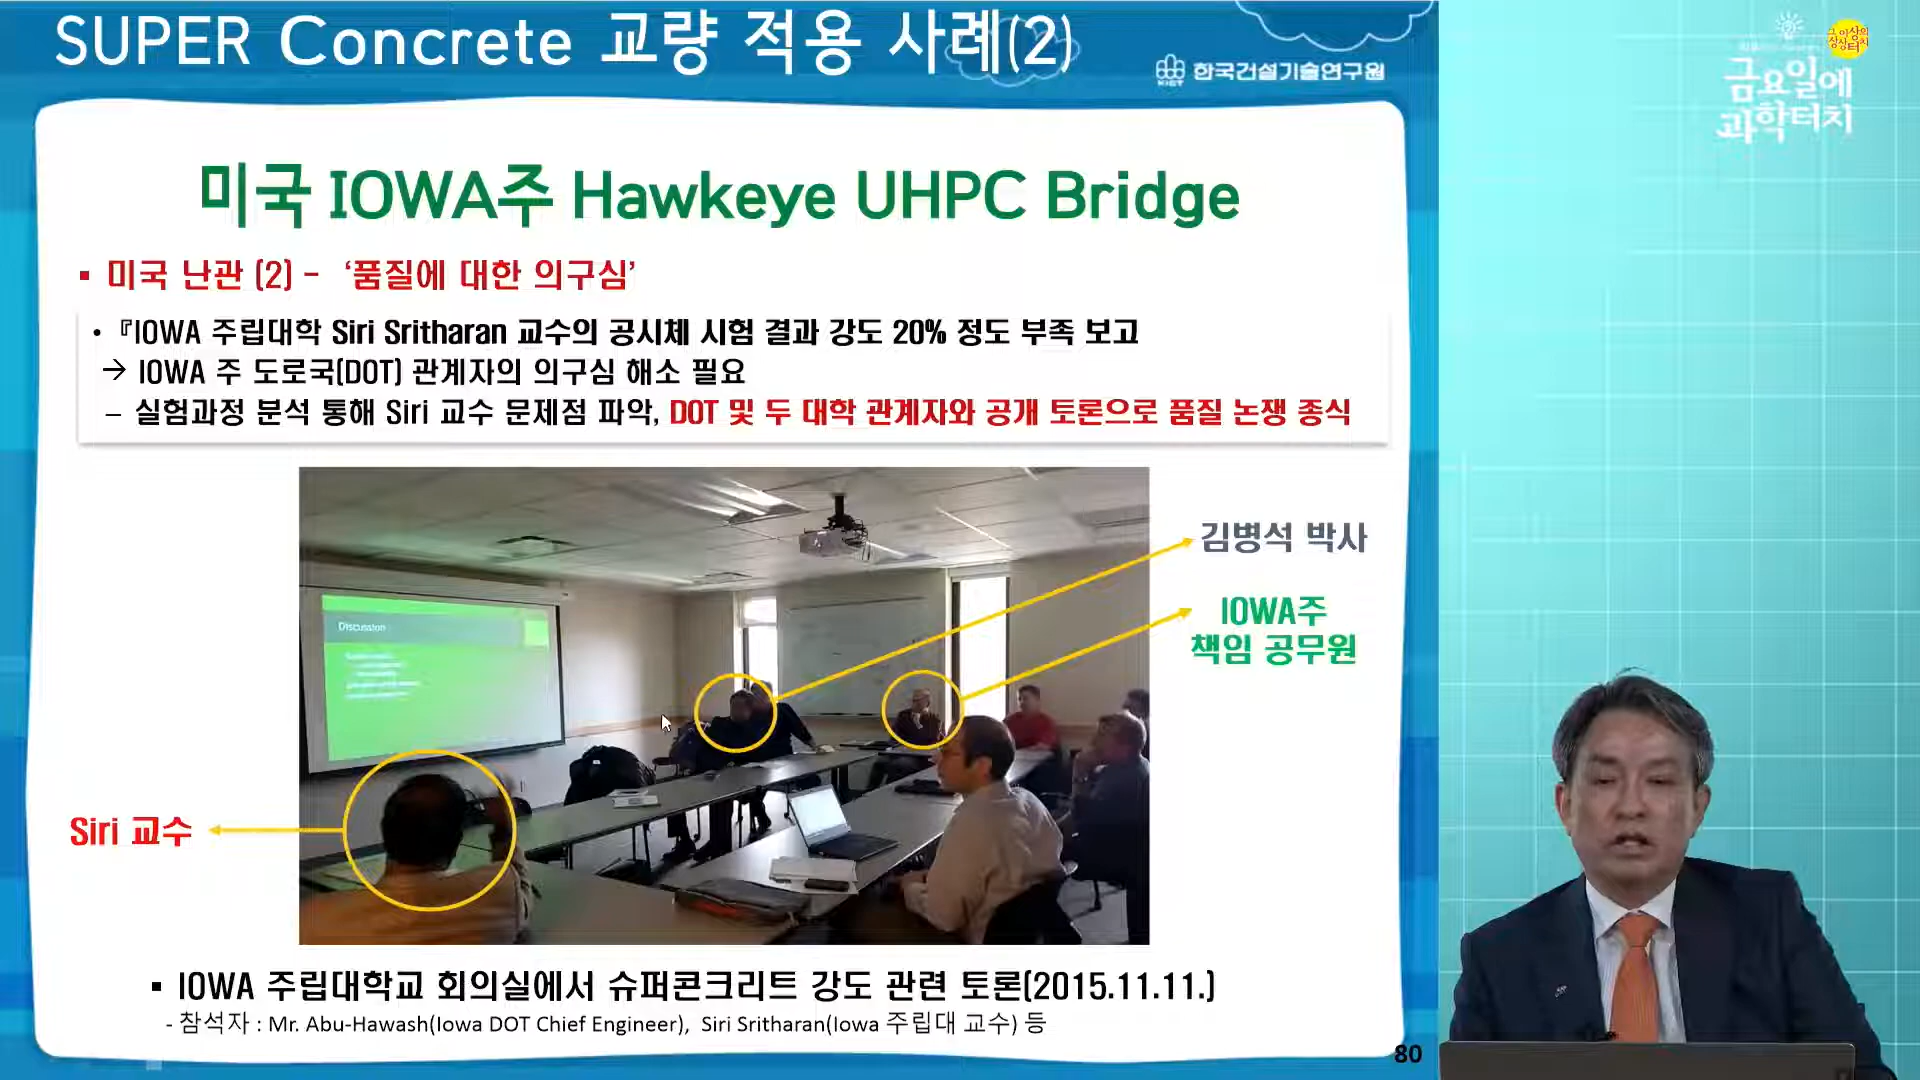 SUPER Concrete 교량 적용 사례(2)
KICT 한국건설기술연구원
금요일에
과학터치
미국 IOWA주 Hawkeye UHPC Bridge
▪ 미국 난관 (2) - ‘품질에 대한 의구심’
• 『IOWA 주립대학 Siri Sritharan 교수의 공시체 시험 결과 강도 20% 정도 부족 보고
→ IOWA 주 도로국(DOT) 관계자의 의구심 해소 필요
– 실험과정 분석 통해 Siri 교수 문제점 파악, DOT 및 두 대학 관계자와 공개 토론으로 품질 논쟁 종식
김병석 박사
IOWA주
책임 공무원
Discussion
Siri 교수
▪ IOWA 주립대학교 회의실에서 슈퍼콘크리트 강도 관련 토론(2015.11.11.)
- 참석자 : Mr. Abu-Hawash(Iowa DOT Chief Engineer), Siri Sritharan(Iowa 주립대 교수) 등
80